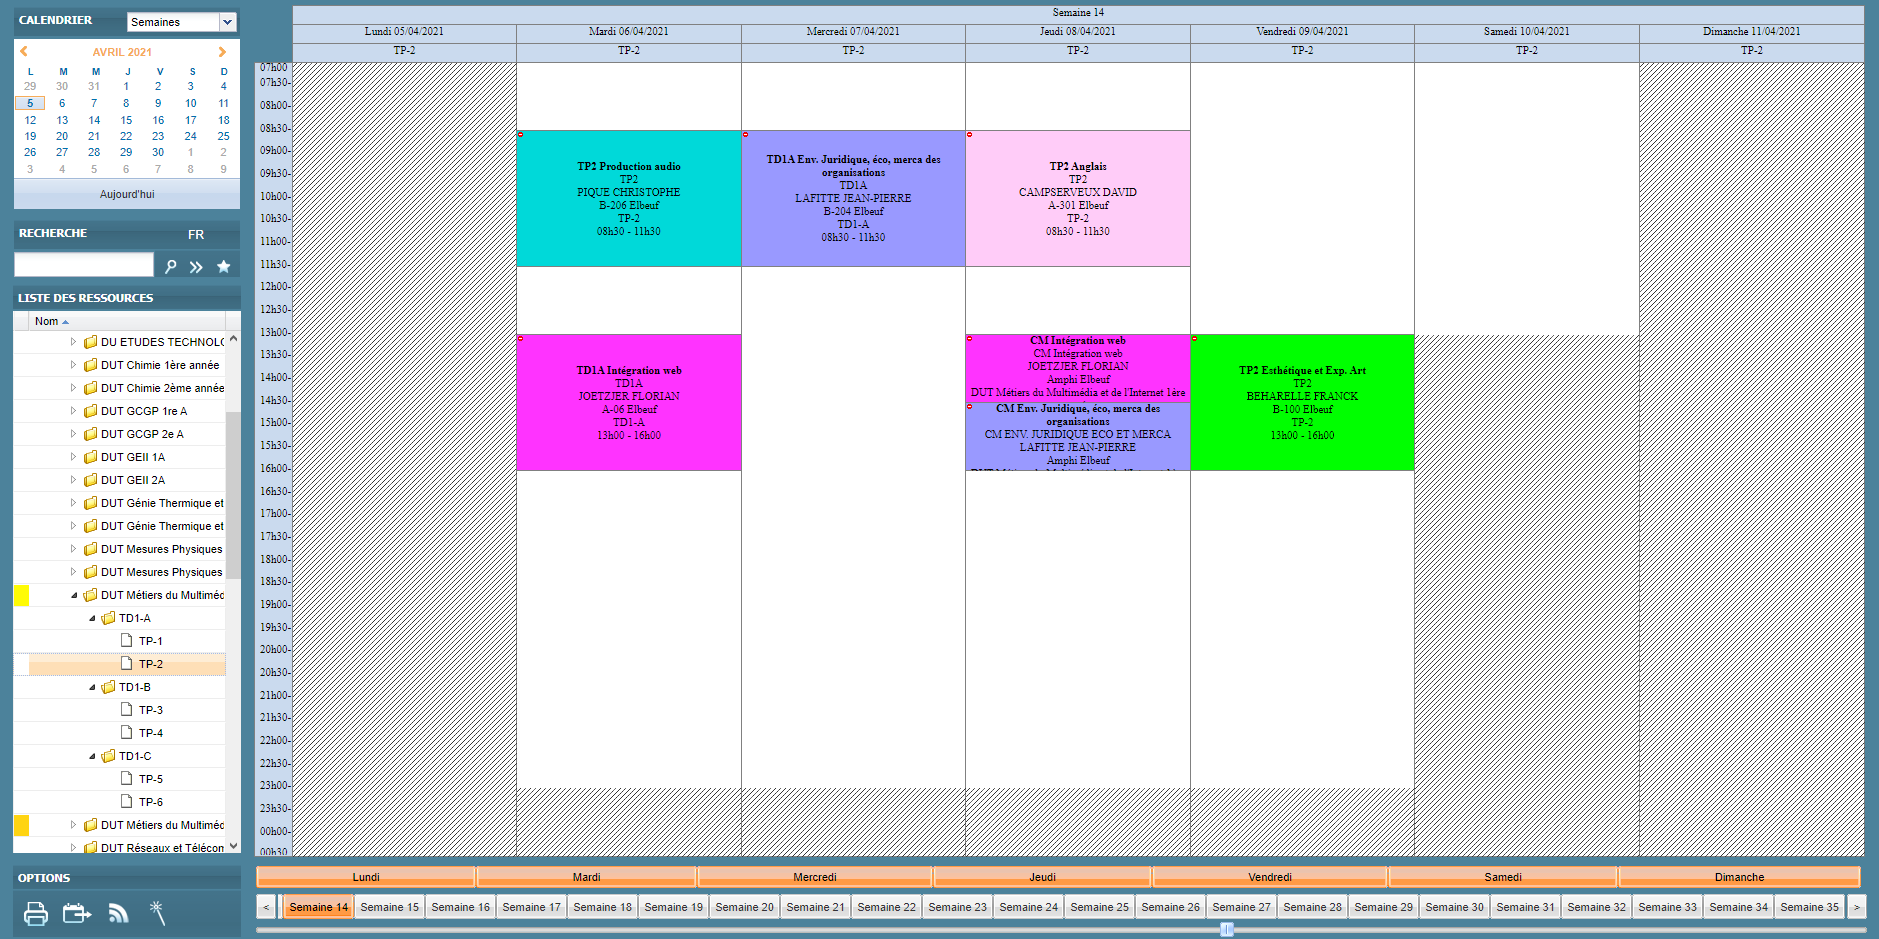 CALENDRIER
Semaines
AVRIL 2021
L M M J V S D
29 30 31 1 2 3 4
5 6 7 8 9 10 11
12 13 14 15 16 17 18
19 20 21 22 23 24 25
26 27 28 29 30 1 2
3 4 5 6 7 8 9
Aujourd'hui
RECHERCHE FR
LISTE DES RESSOURCES
Nom
DU ETUDES TECHNOLO
DUT Chimie 1ère année
DUT Chimie 2ème année
DUT GCGP 1re A
DUT GCGP 2e A
DUT GEII 1A
DUT GEII 2A
DUT Génie Thermique et
DUT Génie Thermique et
DUT Mesures Physiques
DUT Mesures Physiques
DUT Métiers du Multiméd
TD1-A
TP-1
TP-2
TD1-B
TP-3
TP-4
TD1-C
TP-5
TP-6
DUT Métiers du Multiméd
DUT Réseaux et Télécom
OPTIONS
Semaine 14
Lundi 05/04/2021 Mardi 06/04/2021 Mercredi 07/04/2021 Jeudi 08/04/2021 Vendredi 09/04/2021 Samedi 10/04/2021 Dimanche 11/04/2021
TP-2 TP-2 TP-2 TP-2 TP-2 TP-2 TP-2
07h00
07h30-
08h00-
08h30-
09h00-
09h30-
10h00-
10h30-
11h00-
11h30-
12h00-
12h30-
13h00-
13h30-
14h00-
14h30-
15h00-
15h30-
16h00-
16h30-
17h00-
17h30-
18h00-
18h30-
19h00-
19h30-
20h00-
20h30-
21h00-
21h30-
22h00-
22h30-
23h00-
23h30-
00h00-
00h30
TP2 Production audio
TP2
PIQUE CHRISTOPHE
B-206 Elbeuf
TP-2
08h30 - 11h30
TD1A Intégration web
TD1A
JOETZJER FLORIAN
A-06 Elbeuf
TD1-A
13h00 - 16h00
TD1A Env. Juridique, éco, merca des
organisations
TD1A
LAFITTE JEAN-PIERRE
B-204 Elbeuf
TD1-A
08h30 - 11h30
TP2 Anglais
TP2
CAMPSERVEUX DAVID
A-301 Elbeuf
TP-2
08h30 - 11h30
CM Intégration web
CM Intégration web
JOETZJER FLORIAN
Amphi Elbeuf
DUT Métiers du Multimédia et de l'Internet 1ère
CM Env. Juridique, éco, merca des
organisations
CM ENV. JURIDIQUE ECO ET MERCA
LAFITTE JEAN-PIERRE
Amphi Elbeuf
TP2 Esthétique et Exp. Art
TP2
BEHARELLE FRANCK
B-100 Elbeuf
TP-2
13h00 - 16h00
Lundi Mardi Mercredi Jeudi Vendredi Samedi Dimanche
< Semaine 14 Semaine 15 Semaine 16 Semaine 17 Semaine 18 Semaine 19 Semaine 20 Semaine 21 Semaine 22 Semaine 23 Semaine 24 Semaine 25 Semaine 26 Semaine 27 Semaine 28 Semaine 29 Semaine 30 Semaine 31 Semaine 32 Semaine 33 Semaine 34 Semaine 35 >